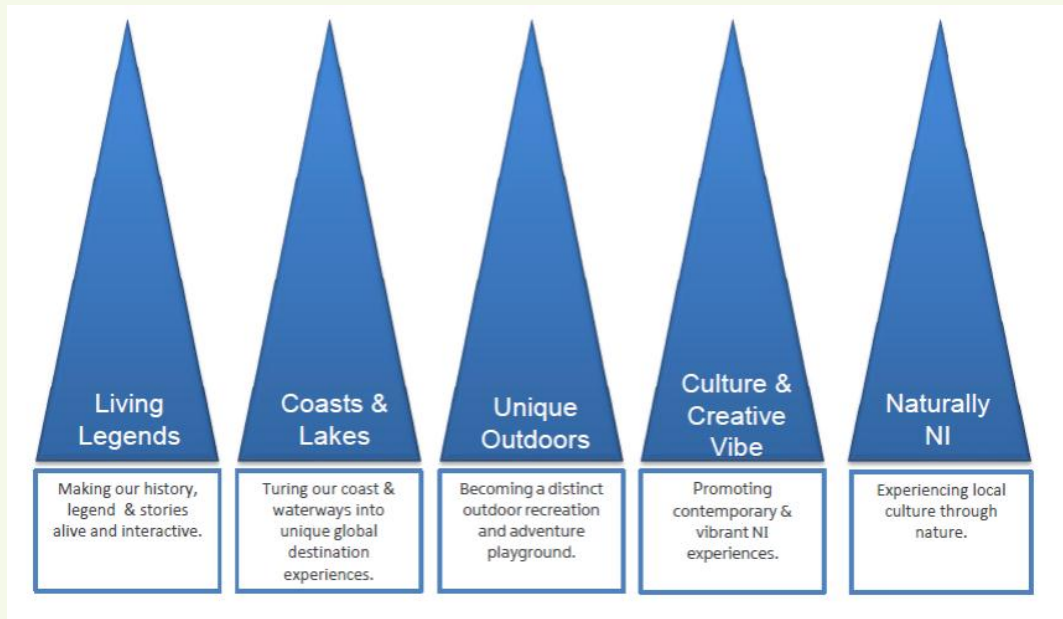 Living
Legends
Coasts &
Lakes
Unique
Outdoors
Culture &
Creative
Vibe
Naturally
NI
Making our history,
legend & stories
alive and interactive.
Turing our coast &
waterways into
unique global
destination
experiences.
Becoming a distinct
outdoor recreation
and adventure
playground.
Promoting
contemporary &
vibrant NI
experiences.
Experiencing local
culture through
nature.